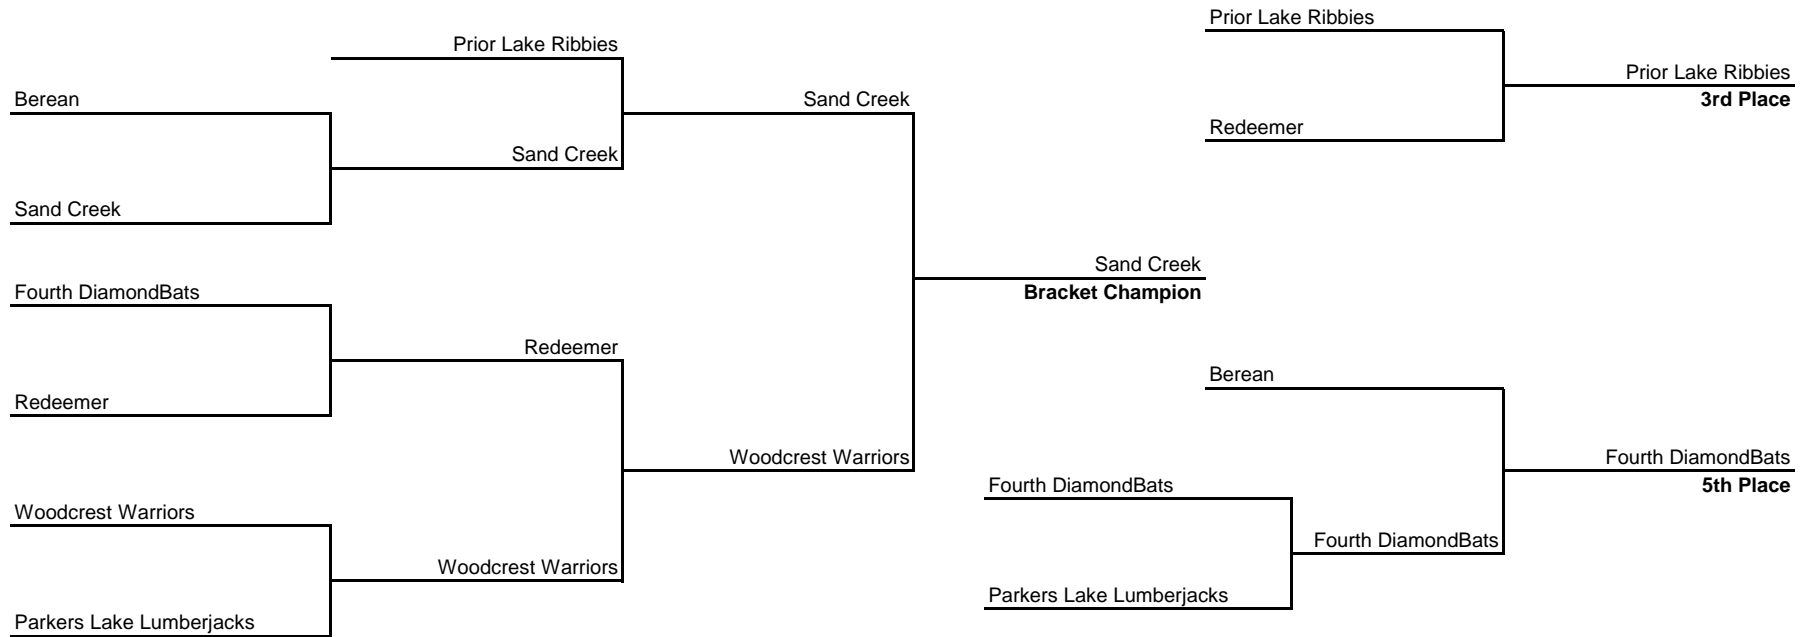 Prior Lake Ribbies
Berean
Sand Creek
Sand Creek
Sand Creek
Fourth DiamondBats
Redeemer
Redeemer
Woodcrest Warriors
Woodcrest Warriors
Woodcrest Warriors
Parkers Lake Lumberjacks
Sand Creek
Bracket Champion
Prior Lake Ribbies
Prior Lake Ribbies
3rd Place
Redeemer
Berean
Fourth DiamondBats
5th Place
Fourth DiamondBats
Fourth DiamondBats
Parkers Lake Lumberjacks